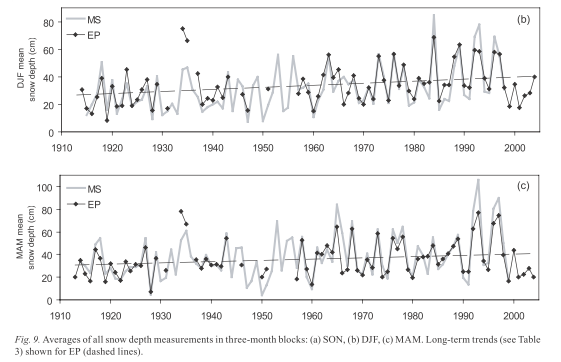 (b)
MS
EP
80
60
40
20
0
DJF mean
snow depth (cm)
1910 1920 1930 1940 1950 1960 1970 1980 1990 2000
(c)
MS
EP
100
80
60
40
20
0
MAM mean
snow depth (cm)
1910 1920 1930 1940 1950 1960 1970 1980 1990 2000
Fig. 9. Averages of all snow depth measurements in three-month blocks: (a) SON, (b) DJF, (c) MAM. Long-term trends (see Table
3) shown for EP (dashed lines).